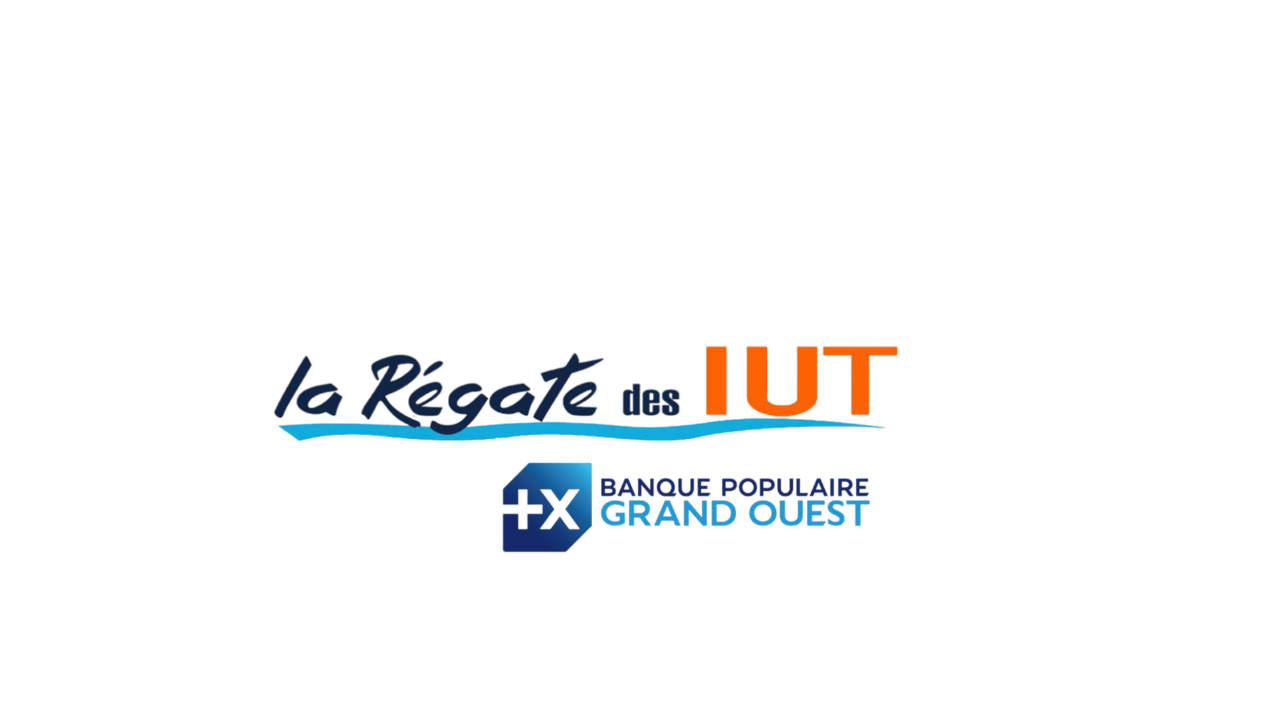 la Régate des IUT
+X
BANQUE POPULAIRE
GRAND OUEST